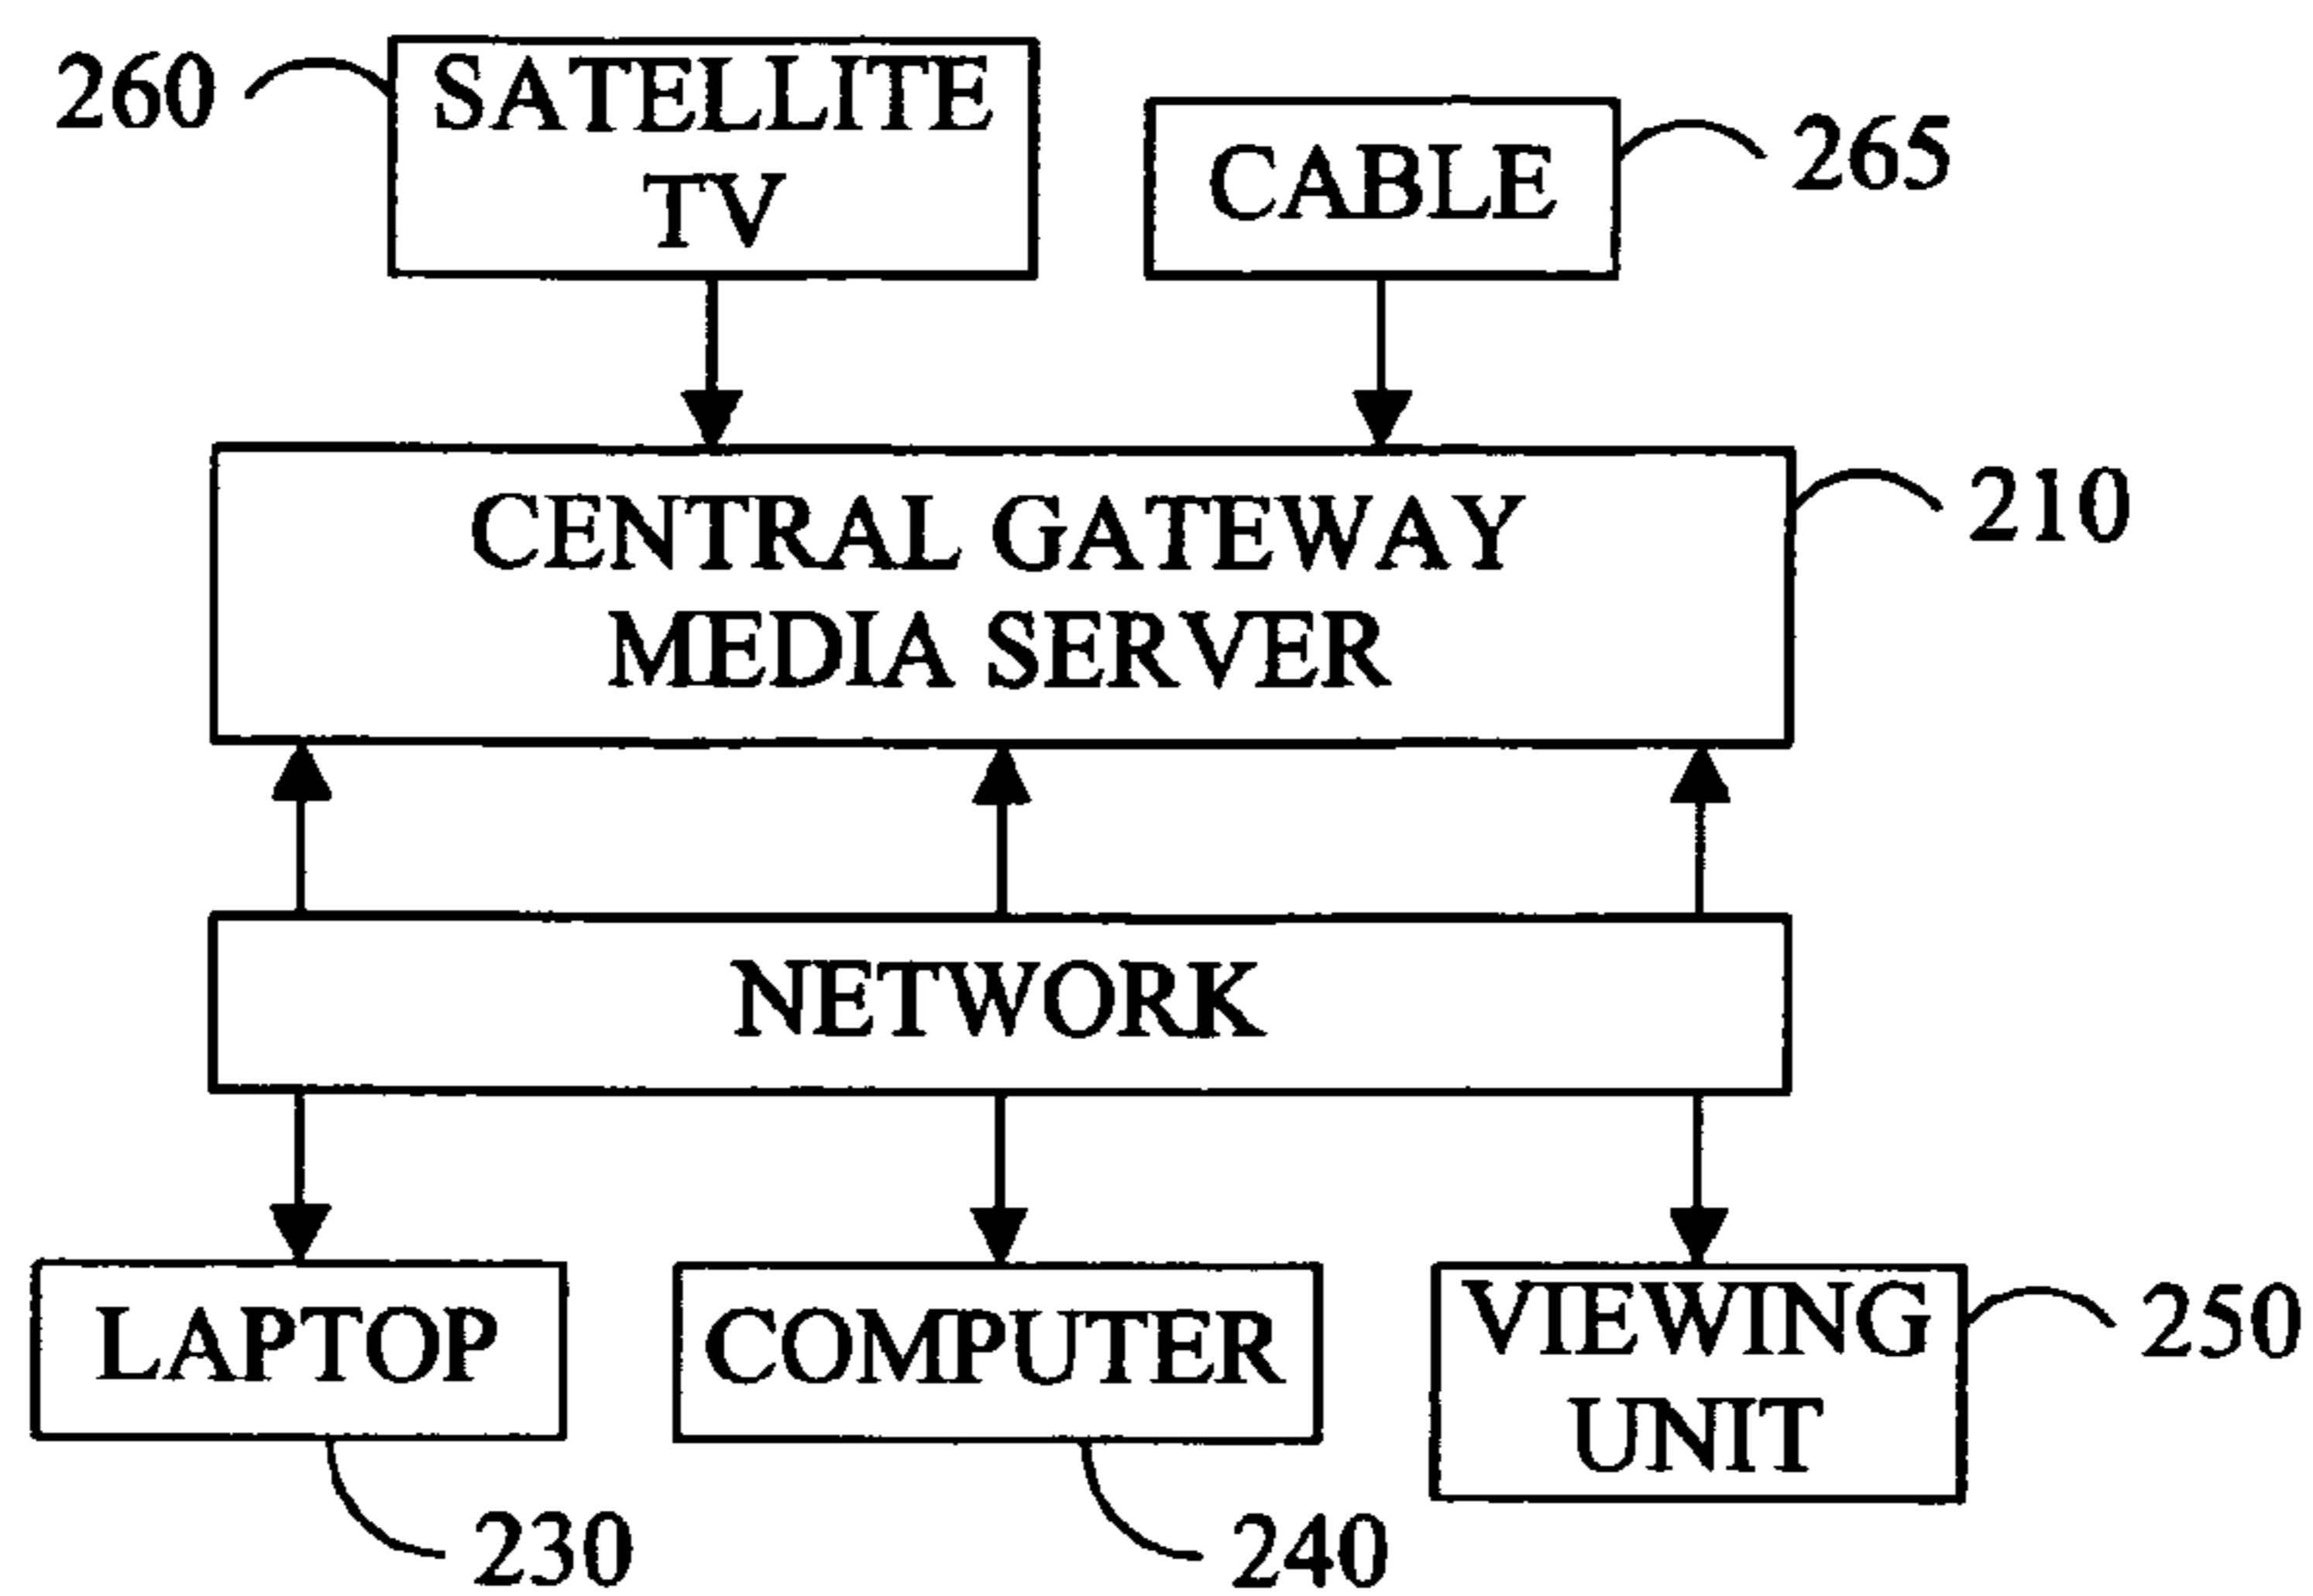 260
SATELLITE
TV
CABLE
265
CENTRAL GATEWAY
MEDIA SERVER
210
NETWORK
LAPTOP
COMPUTER
VIEWING
UNIT
250
230
240